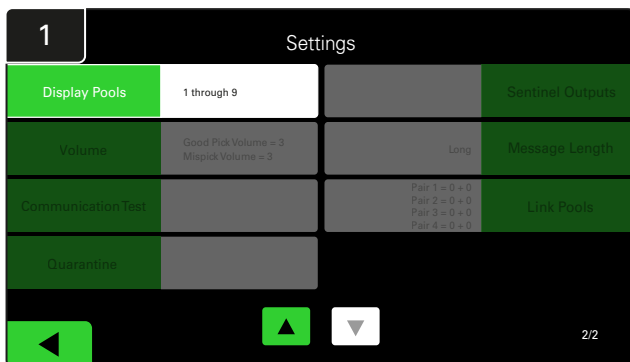 1
Settings
Display Pools
1 through 9
Sentinel Outputs
Volume
Good Pick Volume = 3
Mispick Volume = 3
Long
Message Length
Communication Test
Pair 1 = 0 + 0
Pair 2 = 0 + 0
Pair 3 = 0 + 0
Pair 4 = 0 + 0
Link Pools
Quarantine
2/2